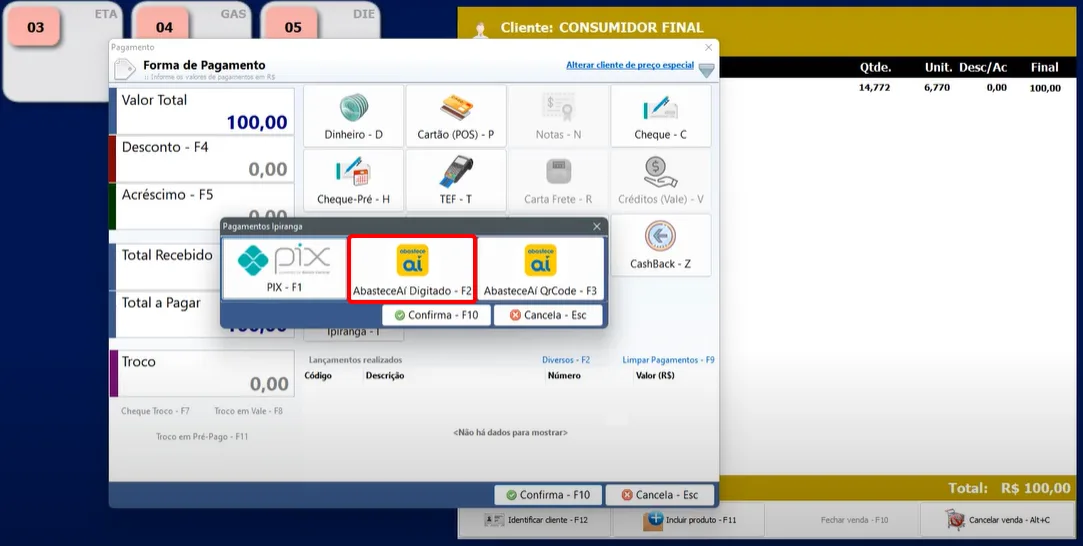 03
ETA
04
GAS
05
DIE
Cliente: CONSUMIDOR FINAL
Qtde.
Unit.
Desc/Ac
Final
14,772
6,770
0,00
100,00
Pagamento
Forma de Pagamento
:: Informe os valores de pagamentos em R$
Alterar cliente de preço especial
Valor Total
100,00
Desconto - F4
0,00
Acréscimo - F5
0,00
Total Recebido
Total a Pagar
100,00
Troco
0,00
Cheque Troco - F7
Troco em Vale - F8
Troco em Pré-Pago - F11
Dinheiro - D
Cartão (POS) - P
Notas - N
Cheque - C
Cheque-Pré - H
TEF - T
Carta Frete - R
Créditos (Vale) - V
CashBack - Z
Pagamentos Ipiranga
pix
PIX - F1
abastece
aí
AbasteceAí Digitado - F2
abastece
aí
AbasteceAí QrCode - F3
Confirma - F10
Cancela - Esc
Ipiranga - I
Lançamentos realizados
Diversos - F2
Limpar Pagamentos - F9
Código
Descrição
Número
Valor (R$)
<Não há dados para mostrar>
Confirma - F10
Cancela - Esc
Total: R$ 100,00
Identificar cliente - F12
Incluir produto - F11
Fechar venda - F10
Cancelar venda - Alt+C